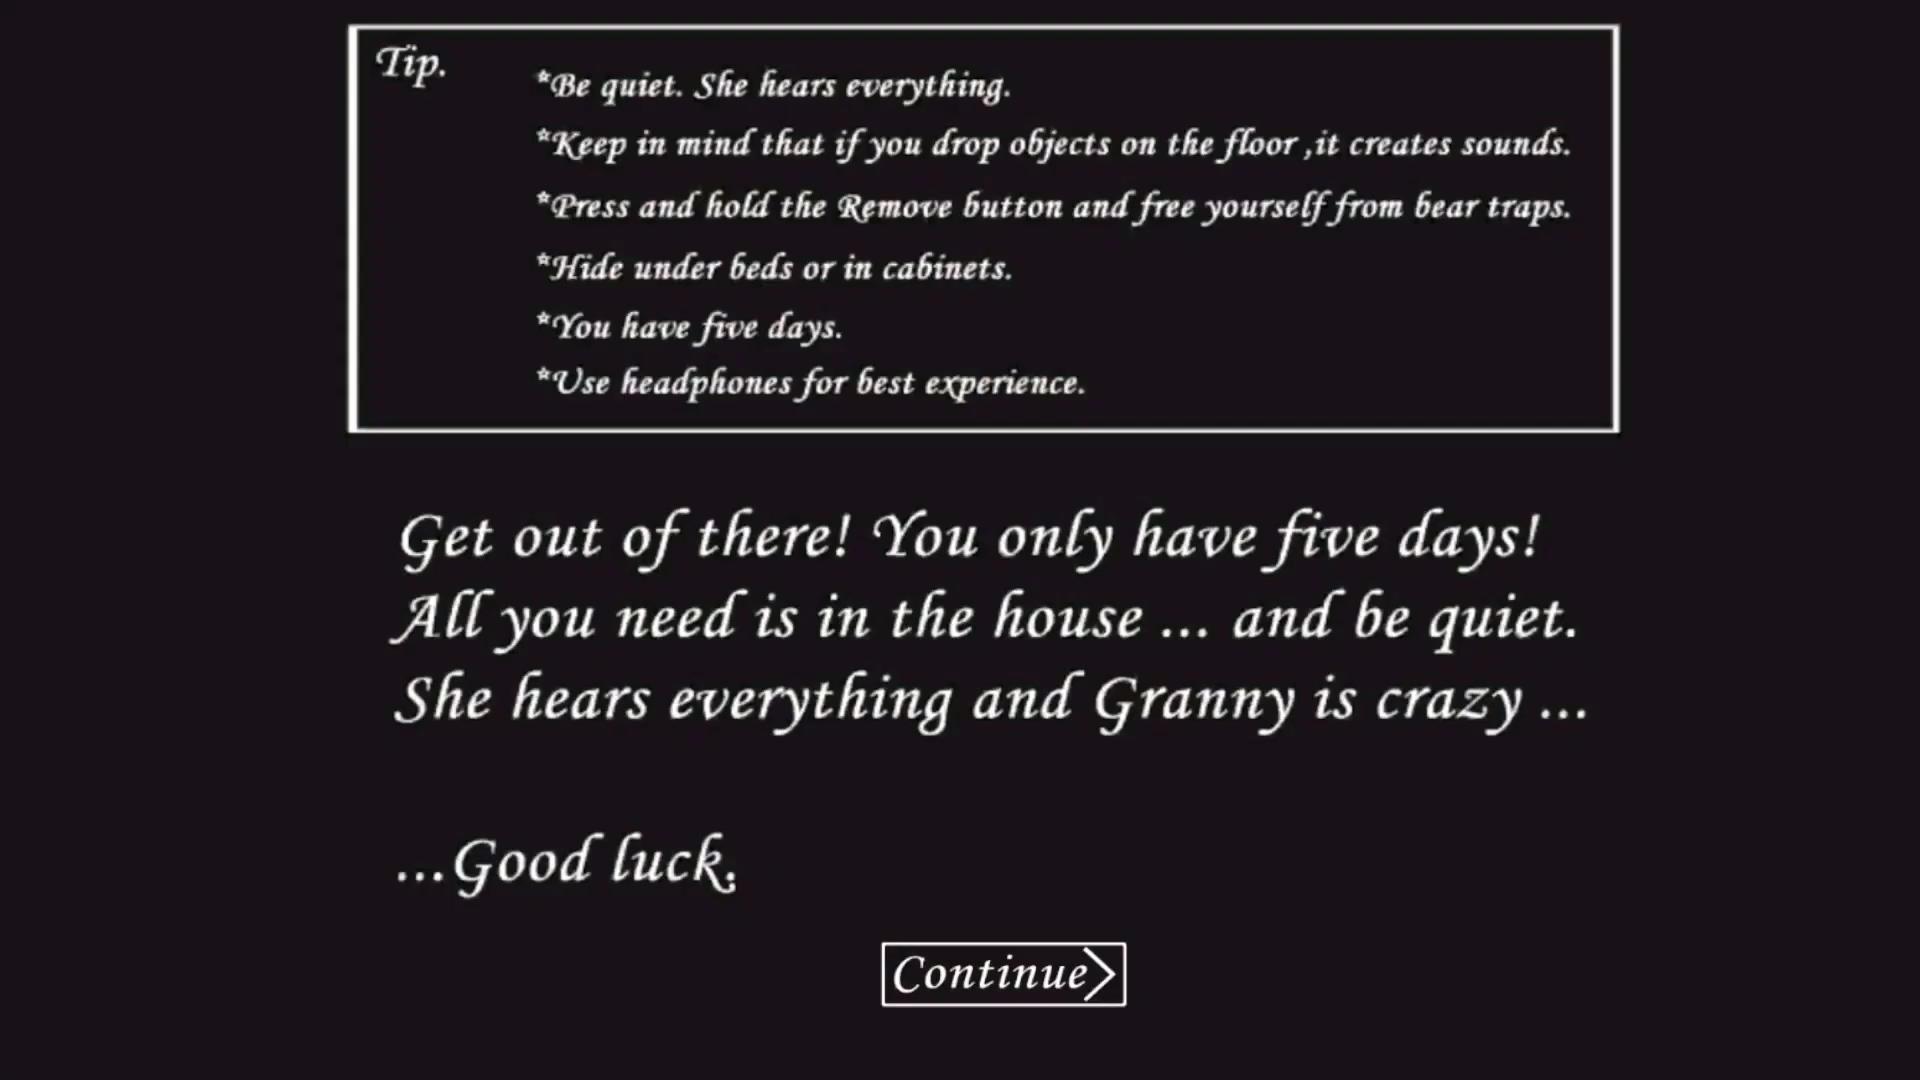 Tip.
*Be quiet. She hears everything.
*Keep in mind that if you drop objects on the floor ,it creates sounds.
*Press and hold the Remove button and free yourself from bear traps.
*Hide under beds or in cabinets.
*You have five days.
*Use headphones for best experience.
Get out of there! You only have five days!
All you need is in the house ... and be quiet.
She hears everything and Granny is crazy ...
...Good luck.
Continue>